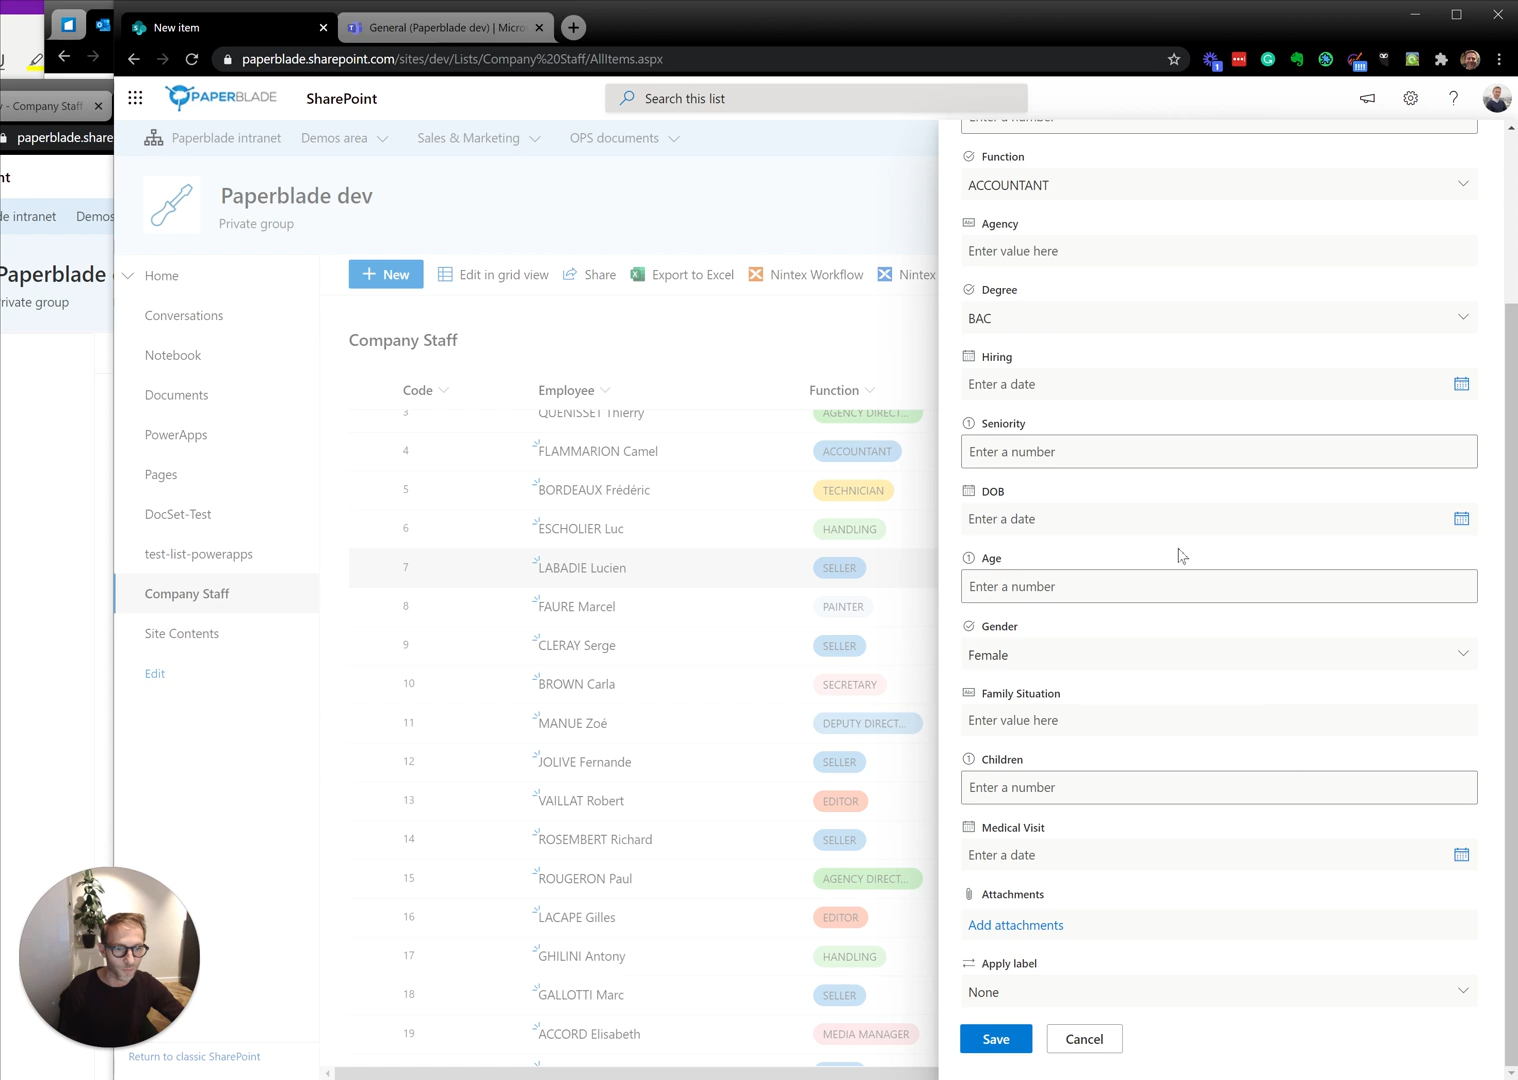 New item
General (Paperblade dev) | Micro
paperblade.sharepoint.com/sites/dev/Lists/Company%20Staff/AllItems.aspx
- Company Staff
paperblade.share
PAPERBLADE
SharePoint
Search this list
Paperblade intranet
Demos area
Sales & Marketing
OPS documents
nt
de intranet
Demos
Paperblade
rivate group
Paperblade dev
Private group
New
Edit in grid view
Share
Export to Excel
Nintex Workflow
Nintex
Home
Conversations
Notebook
Documents
PowerApps
Pages
DocSet-Test
test-list-powerapps
Company Staff
Site Contents
Edit
Return to classic SharePoint
Company Staff
Code
Employee
Function
3 QUENISSET Thierry AGENCY DIRECT...
4 FLAMMARION Camel ACCOUNTANT
5 BORDEAUX Frédéric TECHNICIAN
6 ESCHOLIER Luc HANDLING
7 LABADIE Lucien SELLER
8 FAURE Marcel PAINTER
9 CLERAY Serge SELLER
10 BROWN Carla SECRETARY
11 MANUE Zoé DEPUTY DIRECT...
12 JOLIVE Fernande SELLER
13 VAILLAT Robert EDITOR
14 ROSEMBERT Richard SELLER
15 ROUGERON Paul AGENCY DIRECT...
16 LACAPE Gilles EDITOR
17 GHILINI Antony HANDLING
18 GALLOTTI Marc SELLER
19 ACCORD Elisabeth MEDIA MANAGER
Enter a number
Function
ACCOUNTANT
Agency
Enter value here
Degree
BAC
Hiring
Enter a date
Seniority
Enter a number
DOB
Enter a date
Age
Enter a number
Gender
Female
Family Situation
Enter value here
Children
Enter a number
Medical Visit
Enter a date
Attachments
Add attachments
Apply label
None
Save
Cancel